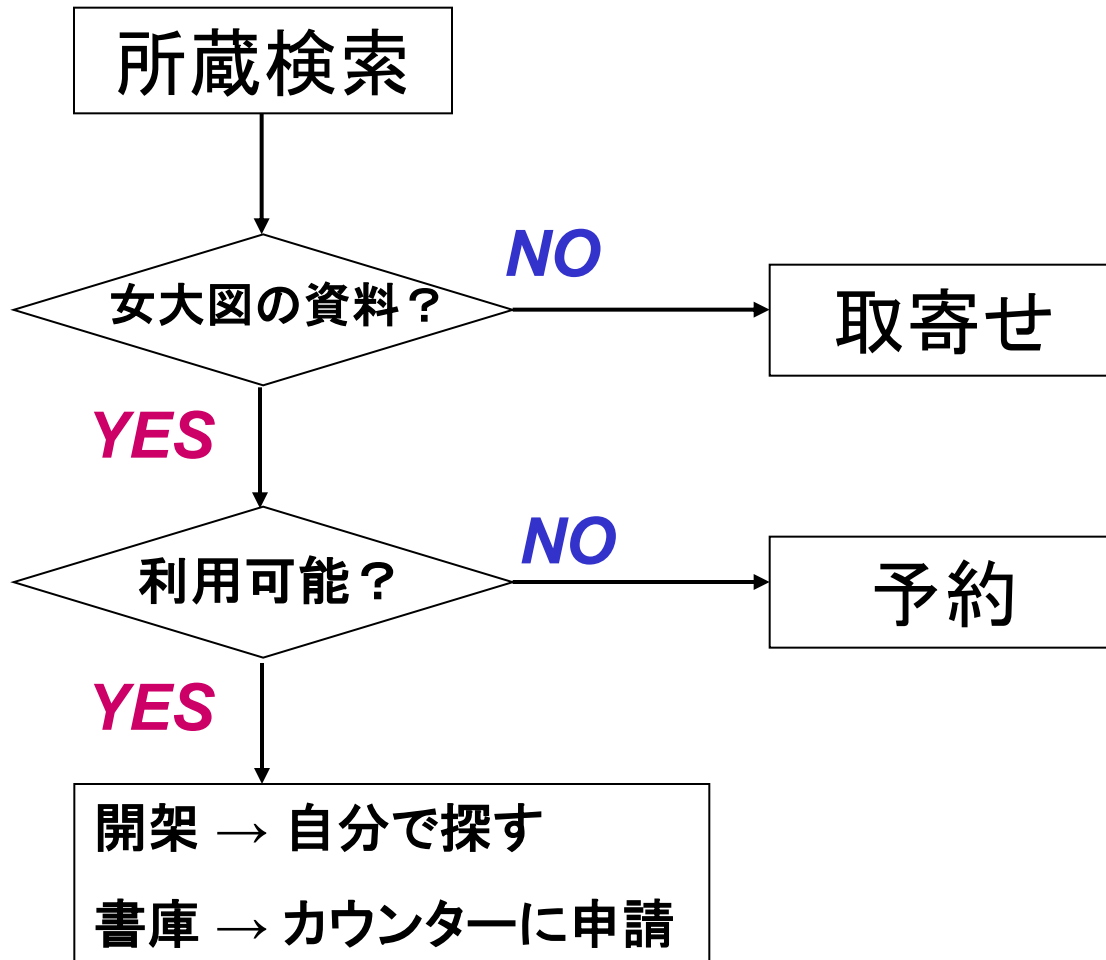 所蔵検索
女大図の資料？
NO
取寄せ
YES
利用可能？
NO
予約
YES
開架 → 自分で探す
書庫 → カウンターに申請